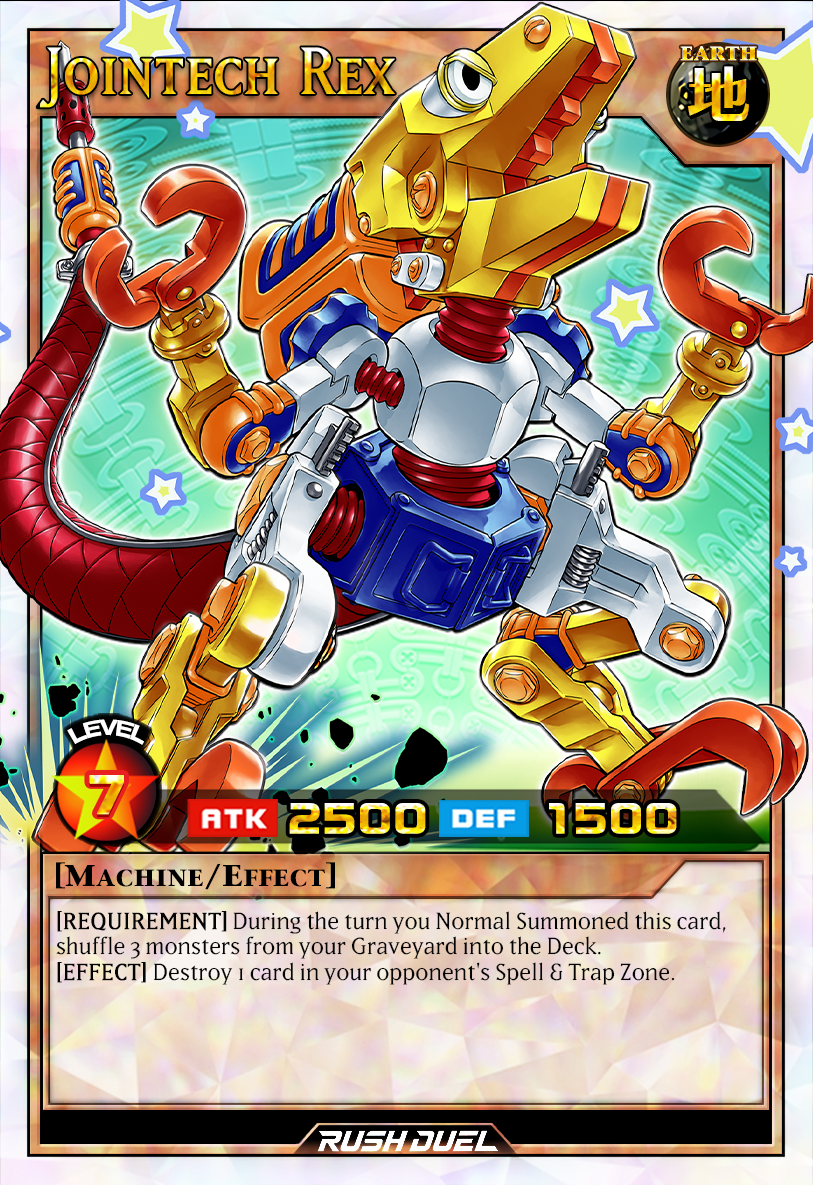 JOINTECH REX
EARTH
地
LEVEL
7
ATK 2500 DEF 1500
[MACHINE/EFFECT]
[REQUIREMENT] During the turn you Normal Summoned this card,
shuffle 3 monsters from your Graveyard into the Deck.
[EFFECT] Destroy 1 card in your opponent's Spell & Trap Zone.
RUSH DUEL